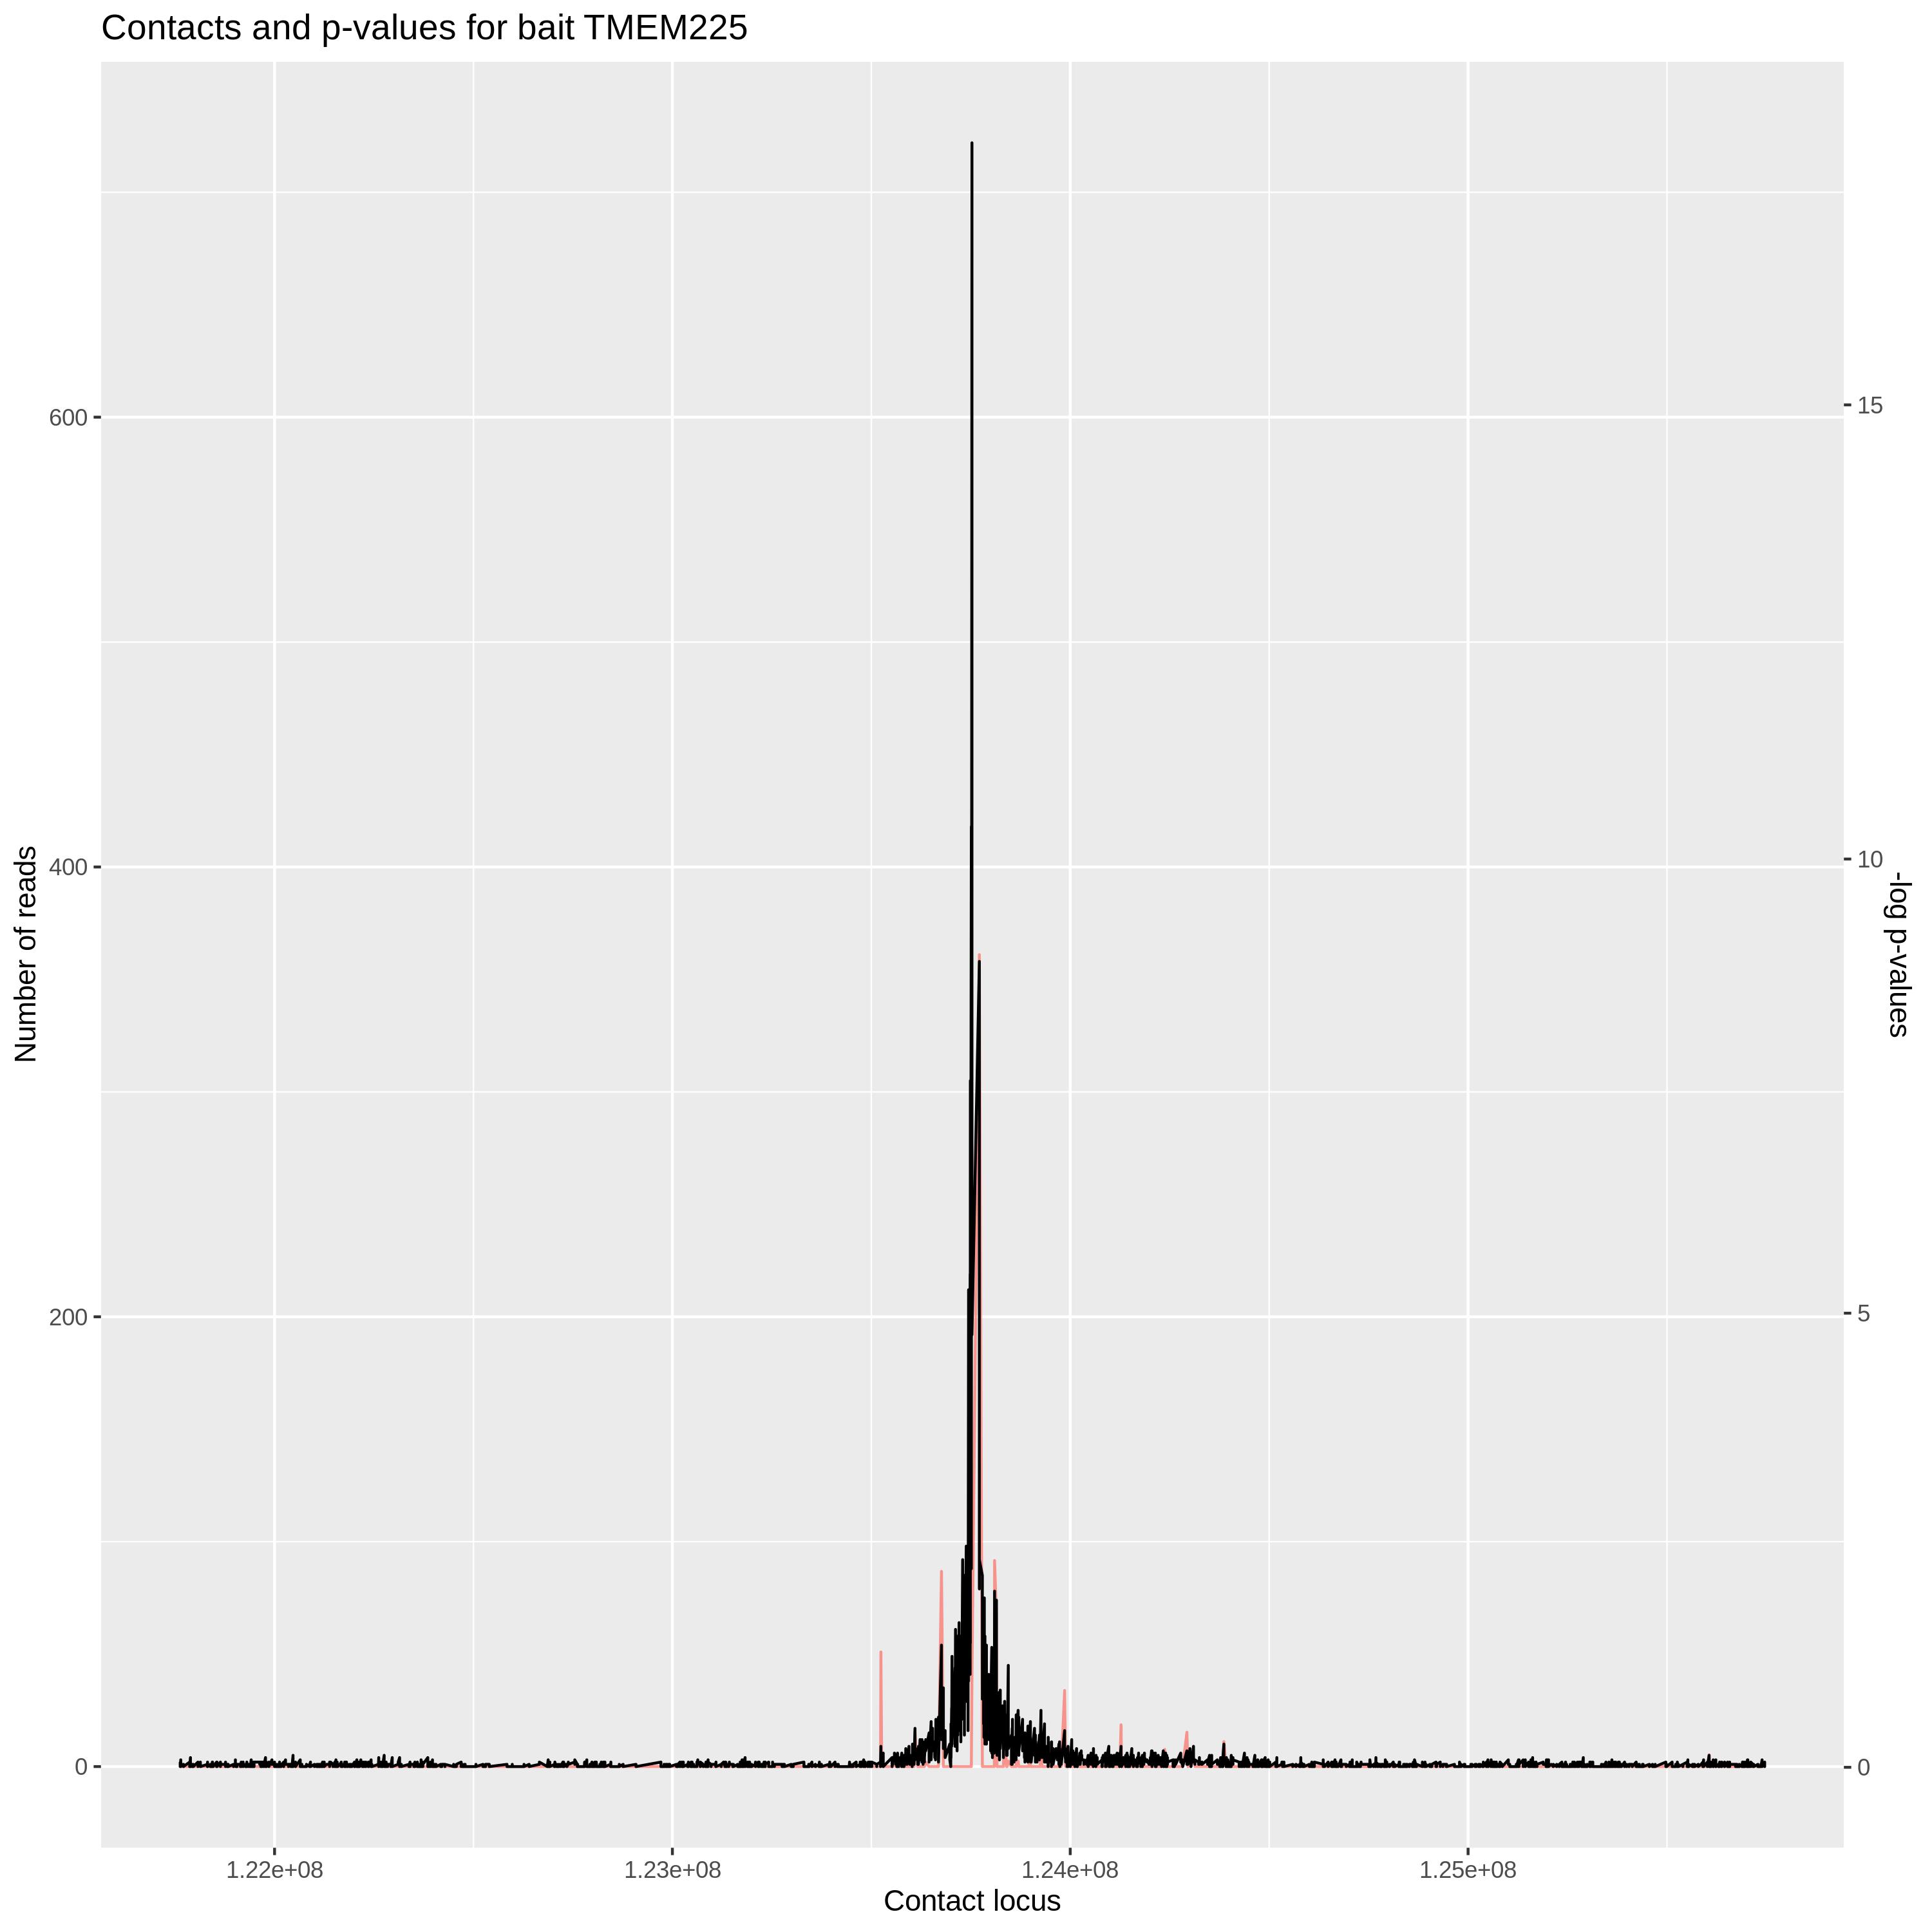 Contacts and p-values for bait TMEM225
Number of reads
600
400
200
0
15
10
5
0
-log p-values
1.22e+08
1.23e+08
1.24e+08
1.25e+08
Contact locus